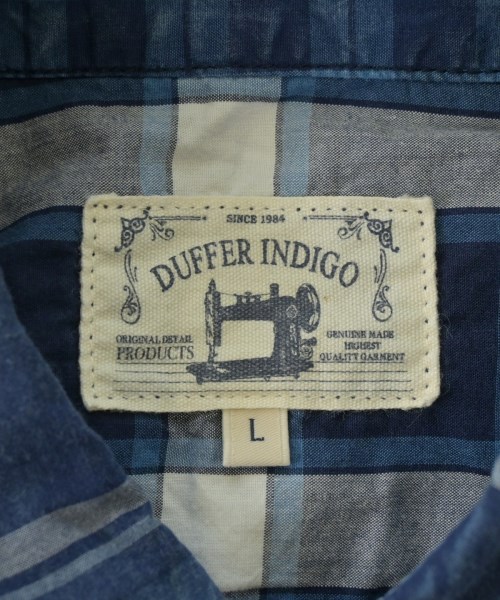 SINCE 1984
DUFFER INDIGO
ORIGINAL DETAIL
PRODUCTS
GENUINE MADE
HIGHEST
QUALITY GARMENT
L